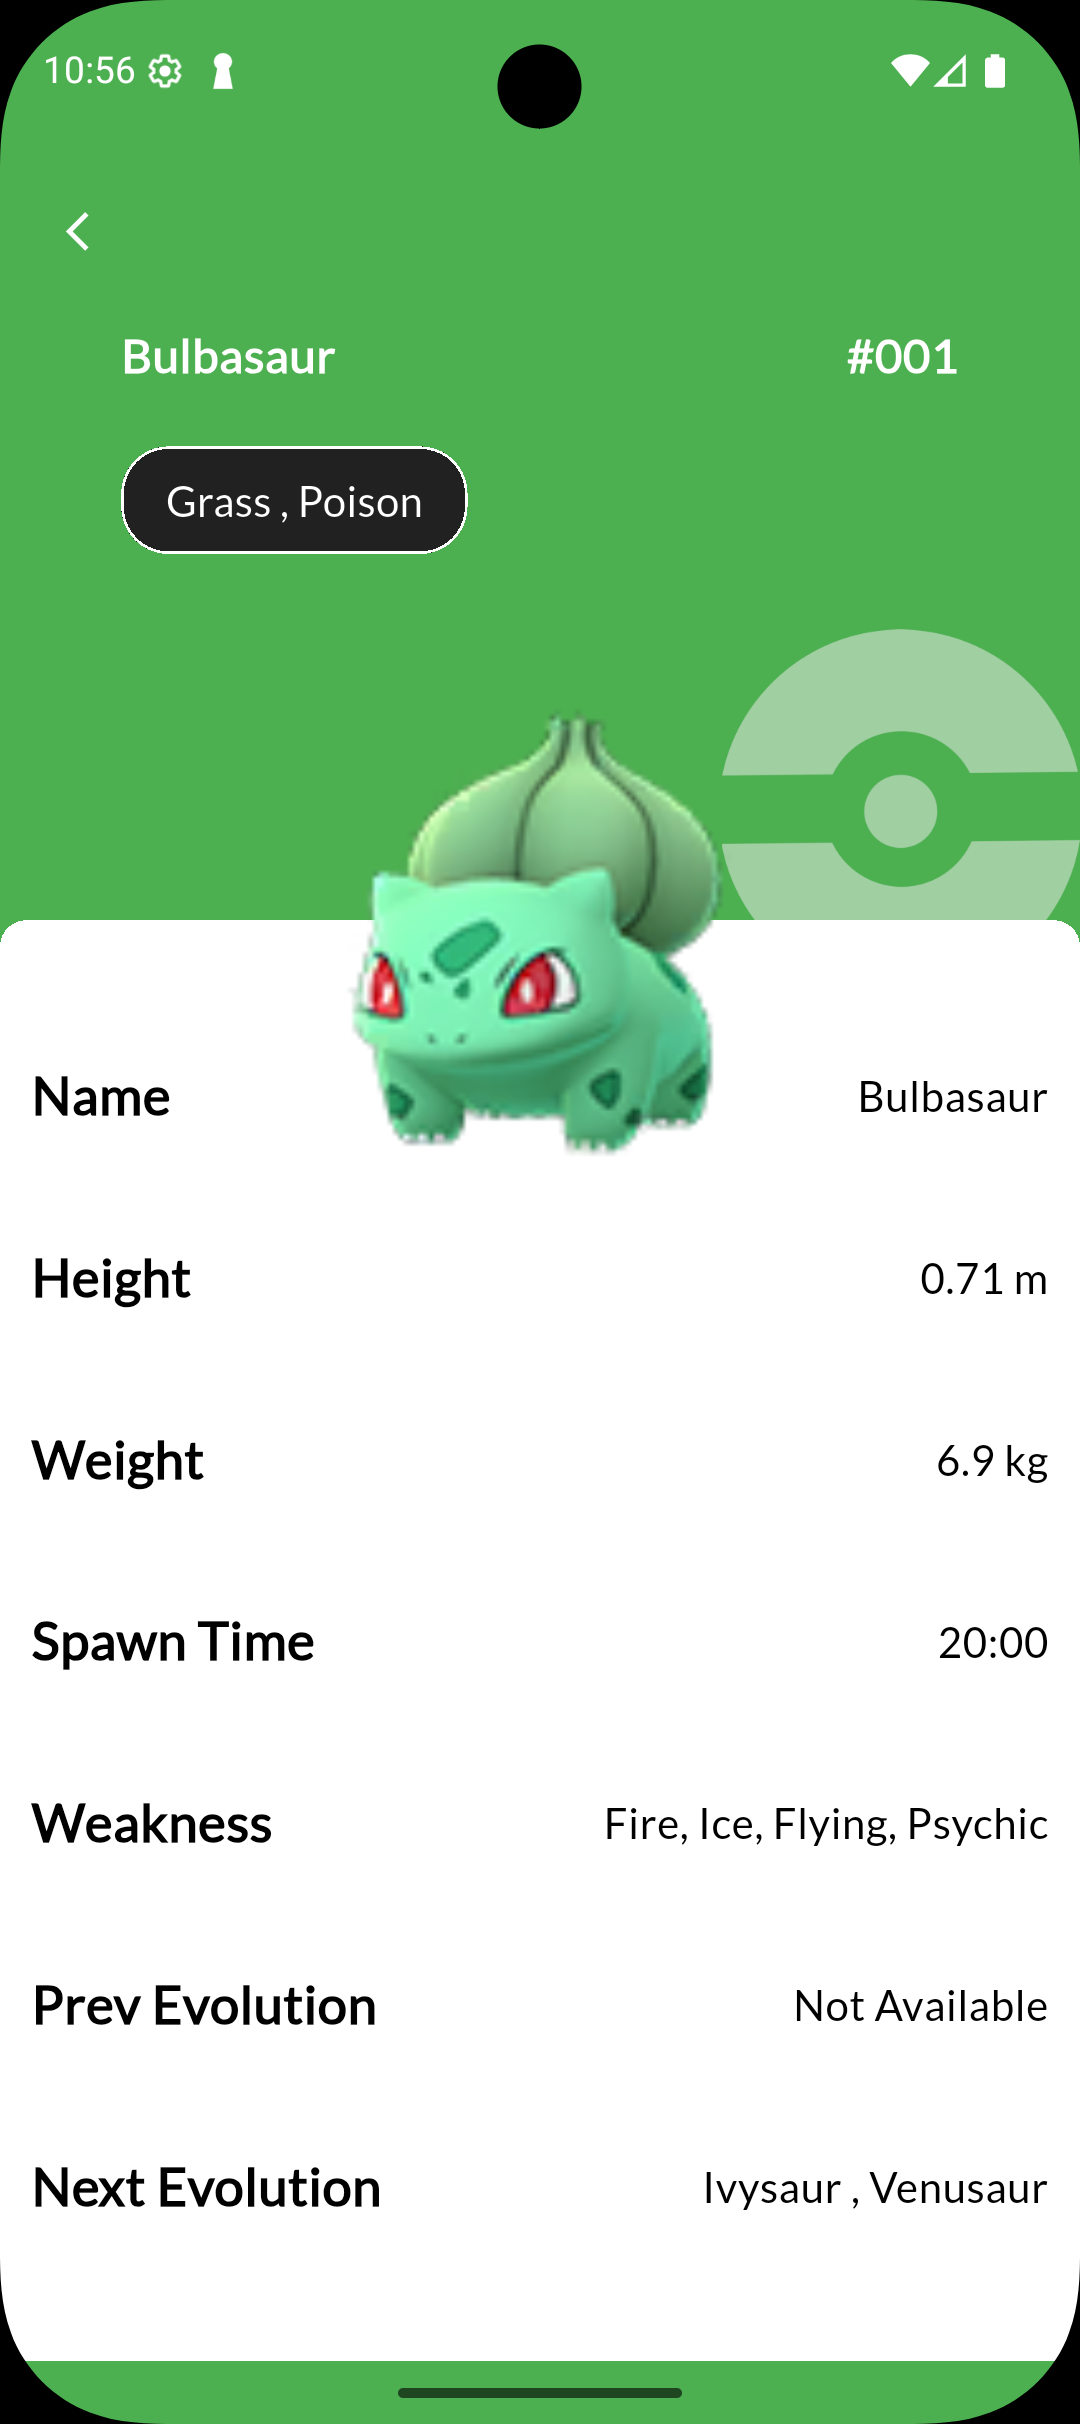 10:56
Bulbasaur #001
Grass , Poison
Name Bulbasaur
Height 0.71 m
Weight 6.9 kg
Spawn Time 20:00
Weakness Fire, Ice, Flying, Psychic
Prev Evolution Not Available
Next Evolution Ivysaur , Venusaur